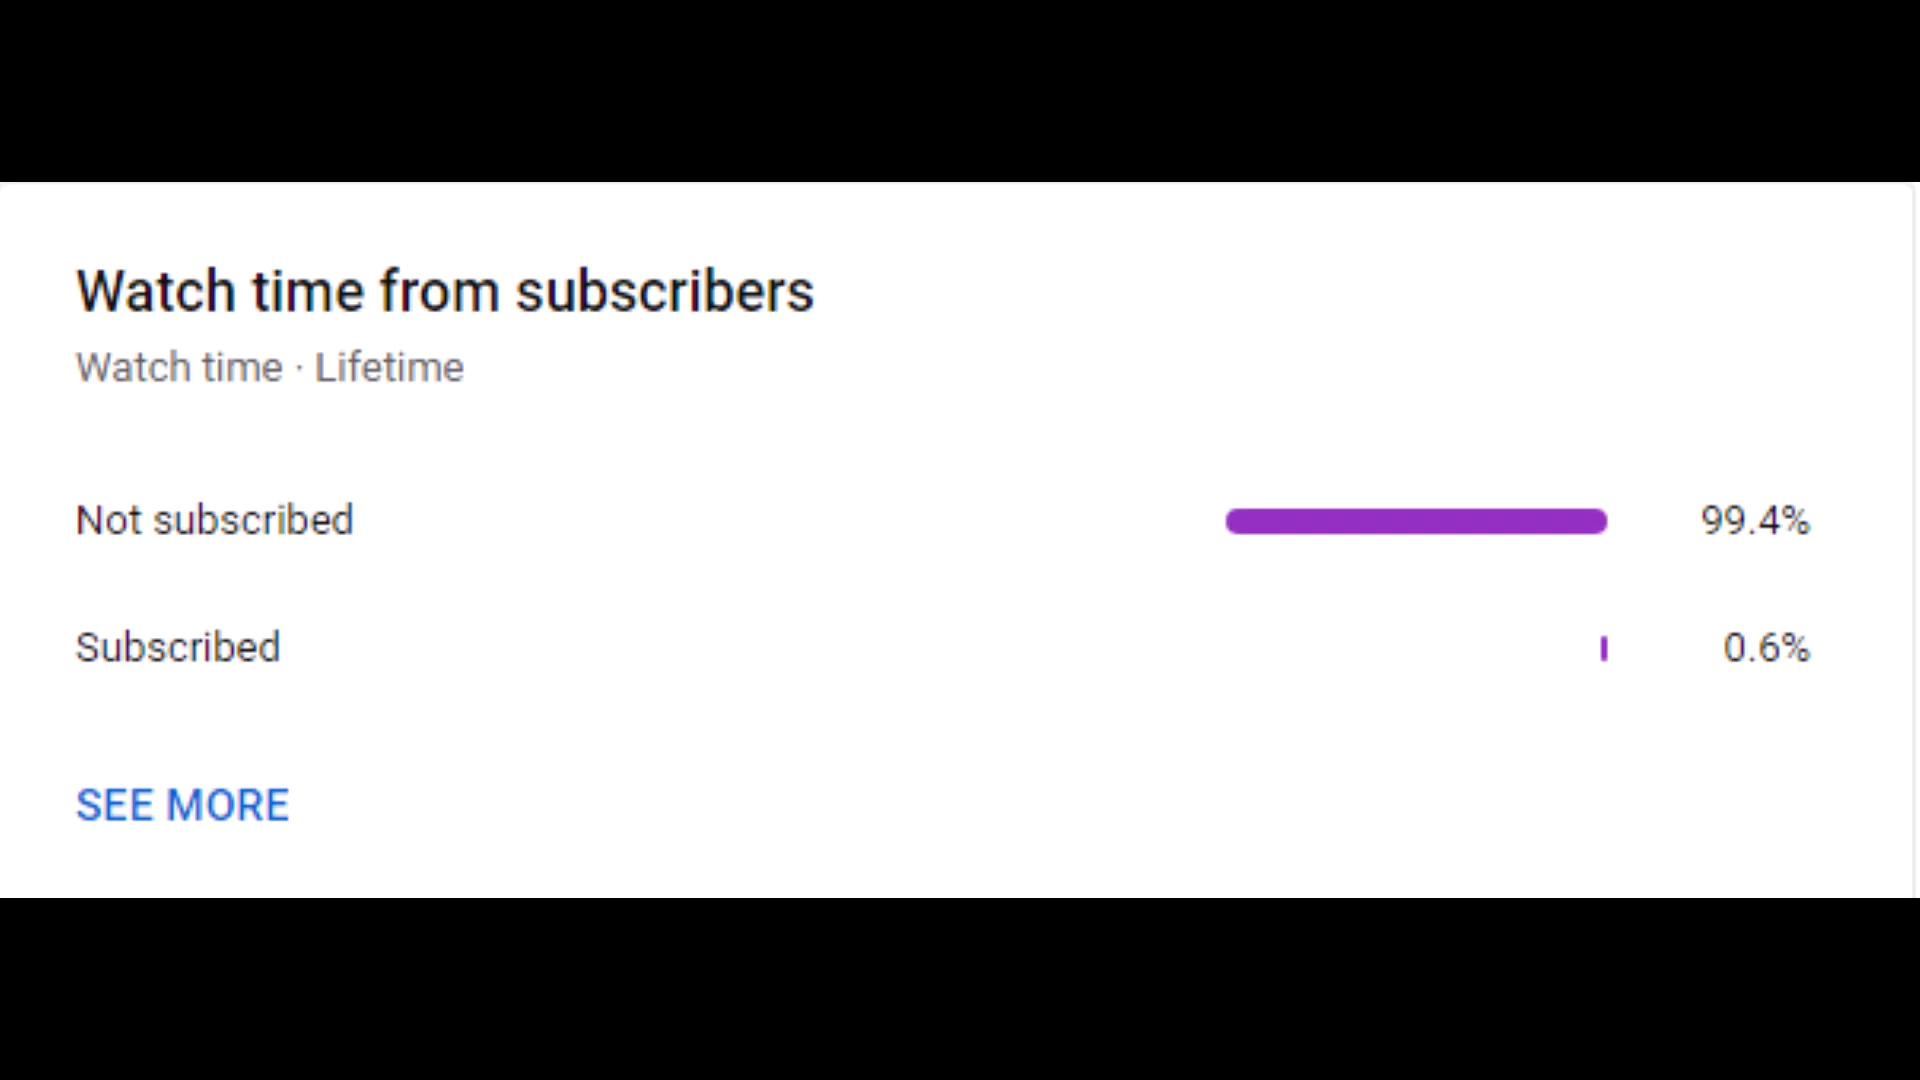 Watch time from subscribers
Watch time · Lifetime
Not subscribed 99.4%
Subscribed 0.6%
SEE MORE